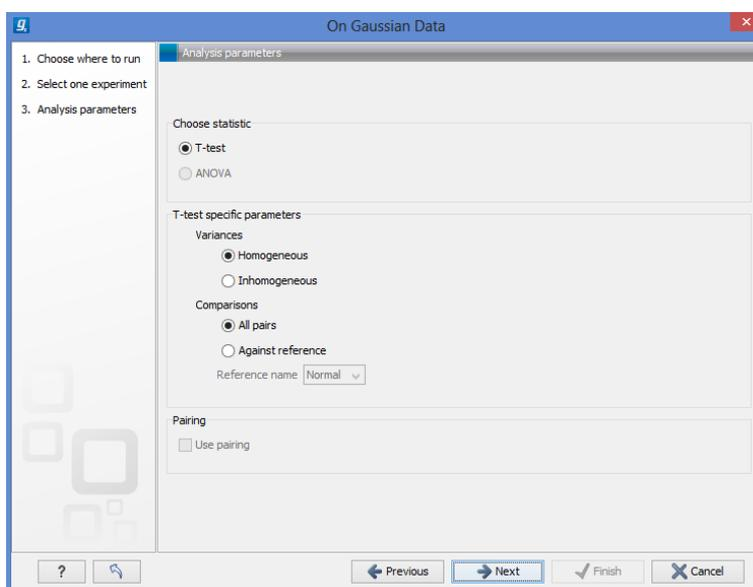 On Gaussian Data
1. Choose where to run
2. Select one experiment
3. Analysis parameters
Analysis parameters
Choose statistic
T-test
ANOVA
T-test specific parameters
Variances
Homogeneous
Inhomogeneous
Comparisons
All pairs
Against reference
Reference name Normal
Pairing
Use pairing
? Previous Next Finish Cancel